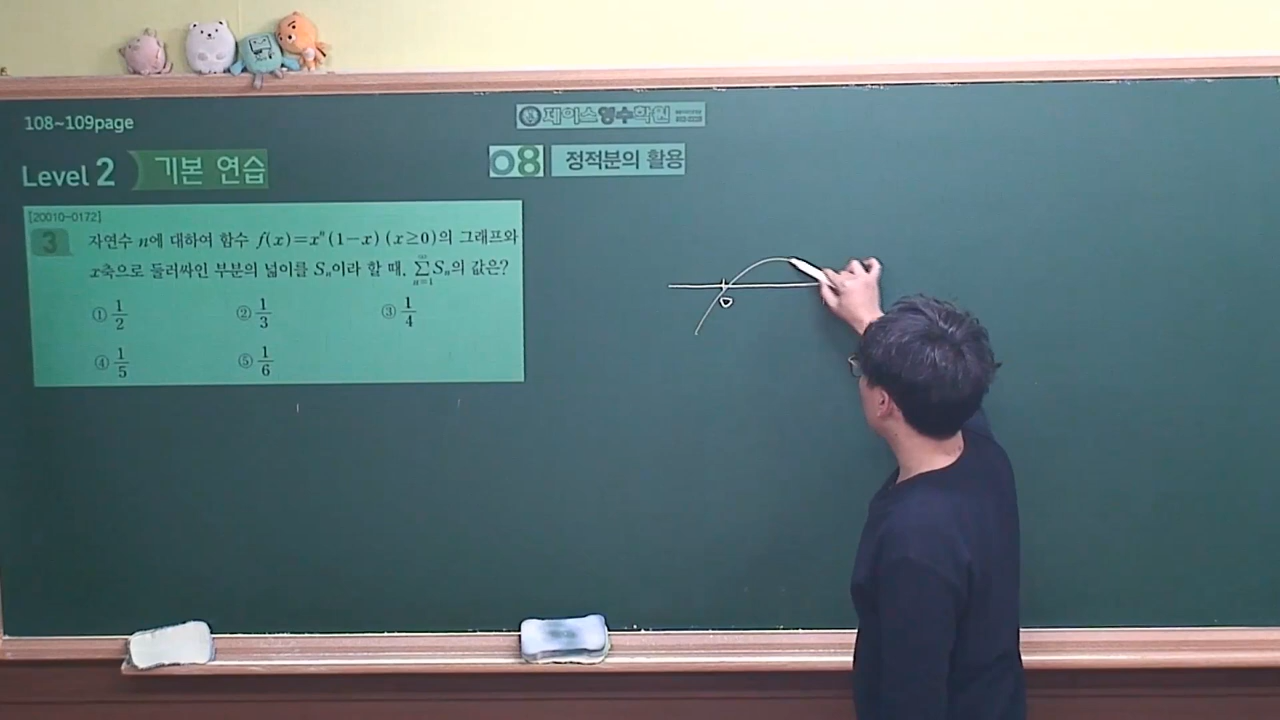 108~109page
제이스영수학원
Level 2 기본 연습
08 정적분의 활용
[20010-0172]
3 자연수 n에 대하여 함수 f(x)=xⁿ(1-x) (x≥0)의 그래프와
x축으로 둘러싸인 부분의 넓이를 Sₙ이라 할 때, ∑ₙ₌₁^∞ Sₙ의 값은?
① 1/2 ② 1/3 ③ 1/4
④ 1/5 ⑤ 1/6
0